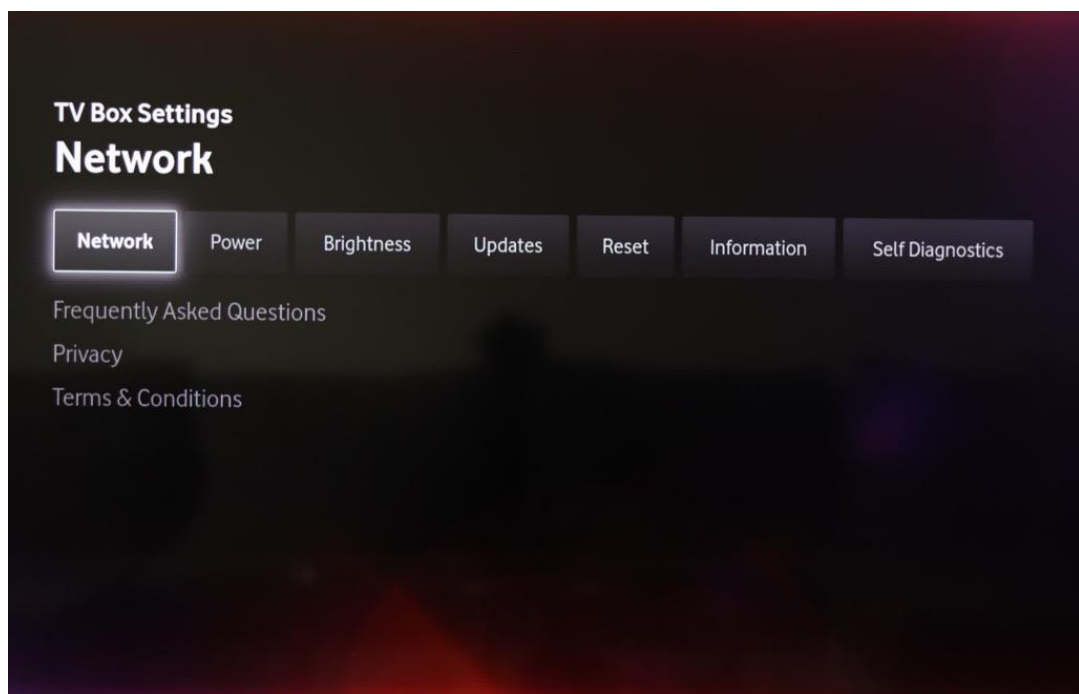 TV Box Settings
Network
Network Power Brightness Updates Reset Information Self Diagnostics
Frequently Asked Questions
Privacy
Terms & Conditions